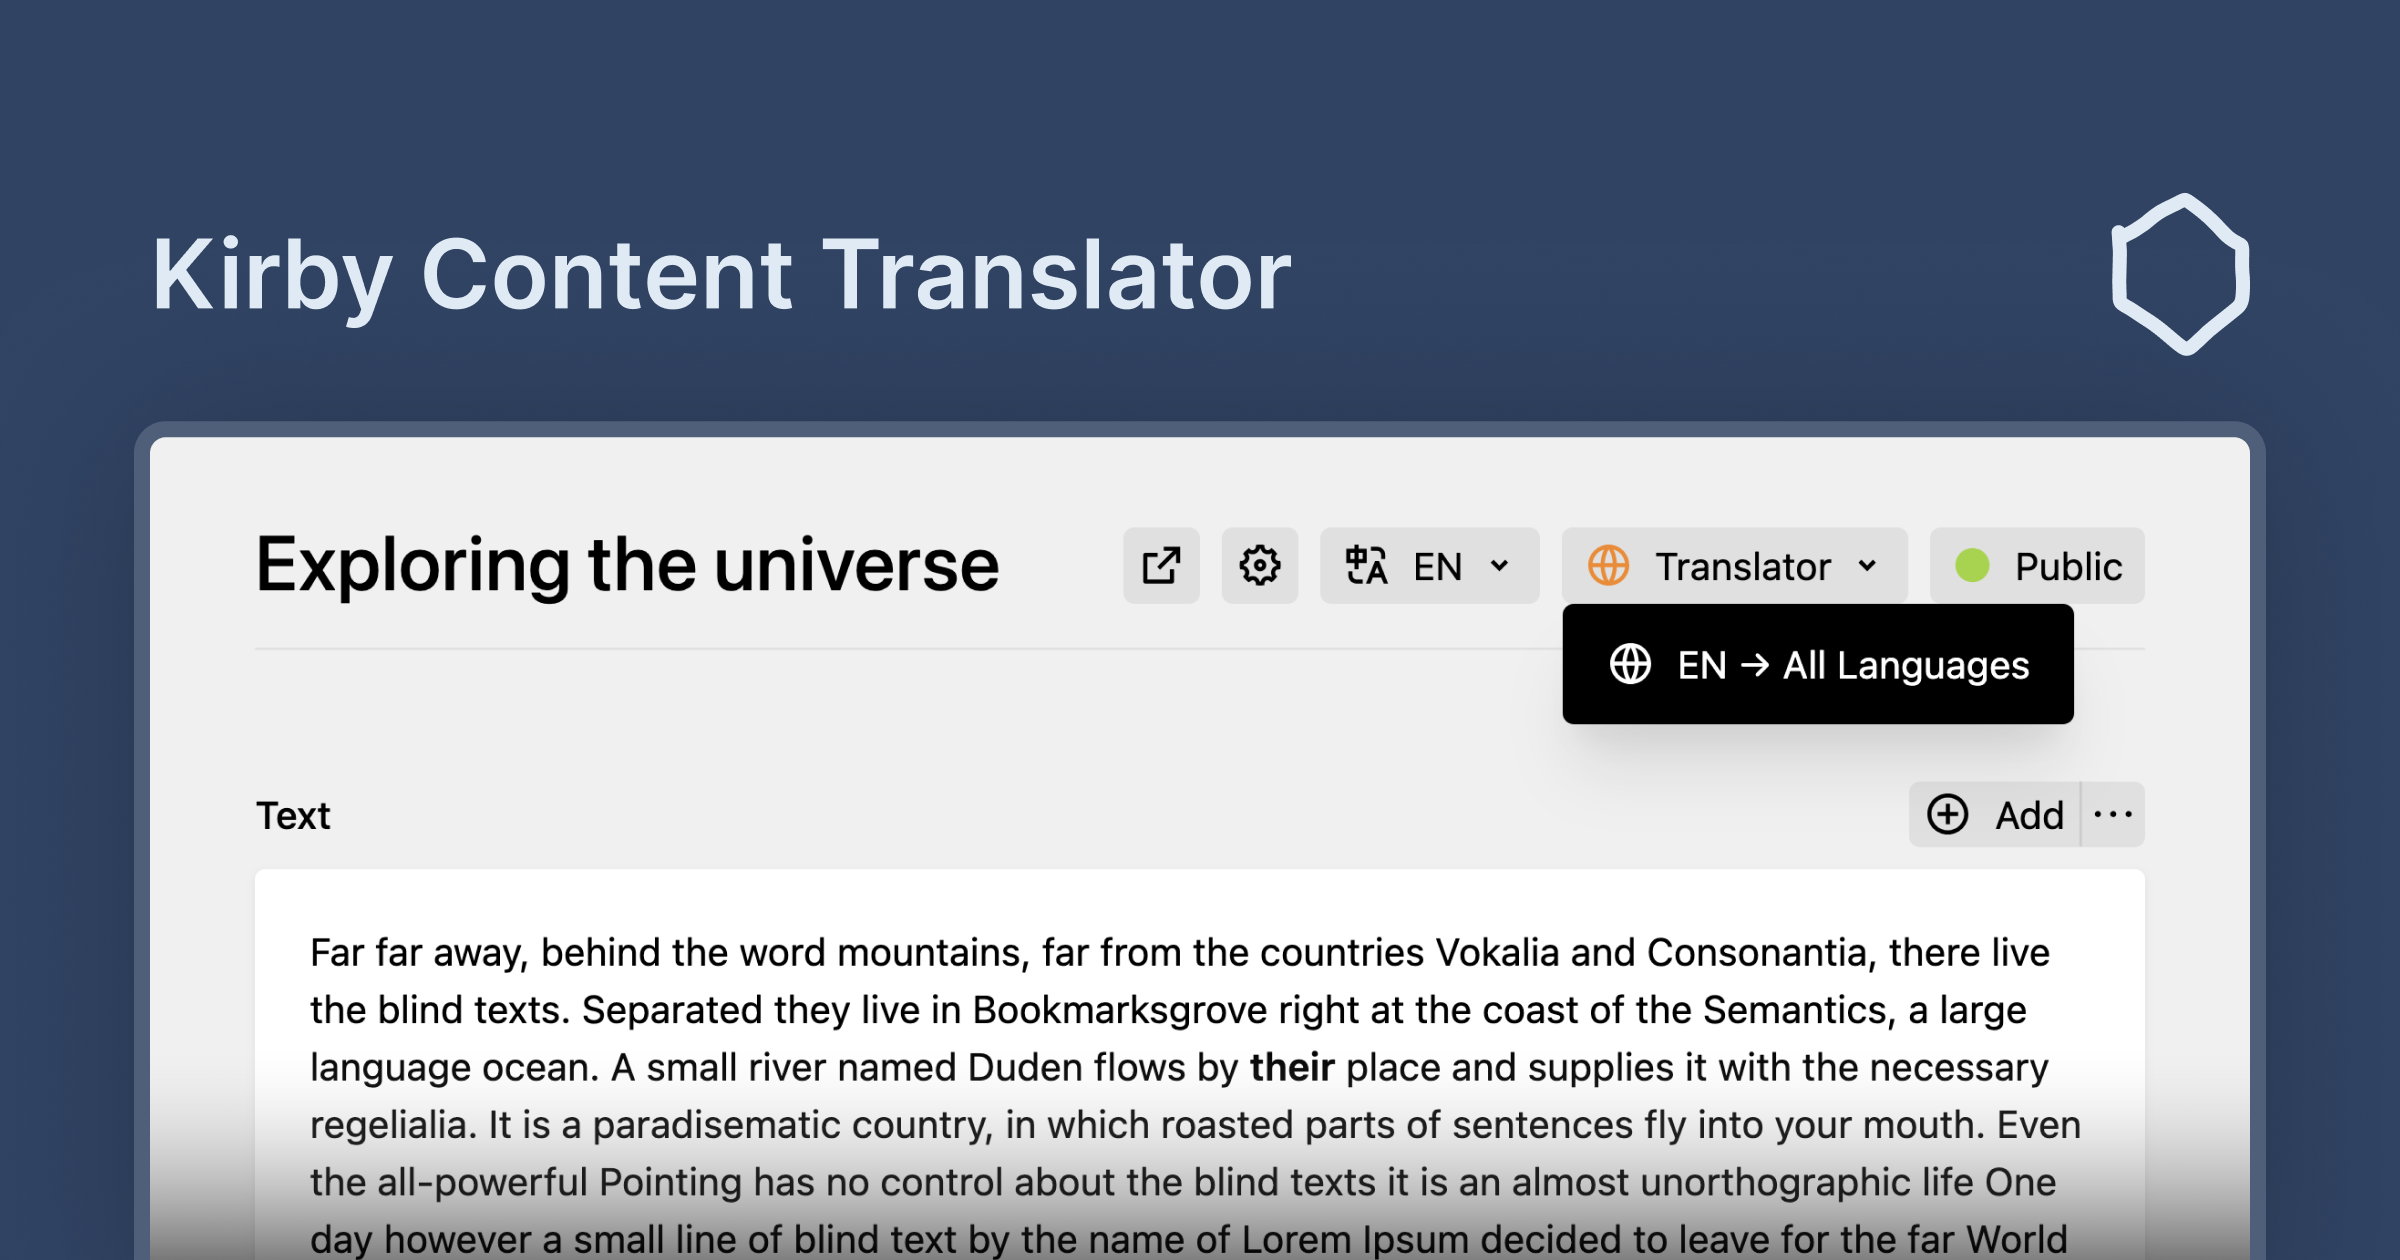 Kirby Content Translator
Exploring the universe
EN
Translator
Public
EN → All Languages
Text
Add
Far far away, behind the word mountains, far from the countries Vokalia and Consonantia, there live
the blind texts. Separated they live in Bookmarksgrove right at the coast of the Semantics, a large
language ocean. A small river named Duden flows by their place and supplies it with the necessary
regelialia. It is a paradisematic country, in which roasted parts of sentences fly into your mouth. Even
the all-powerful Pointing has no control about the blind texts it is an almost unorthographic life One
day however a small line of blind text by the name of Lorem Ipsum decided to leave for the far World